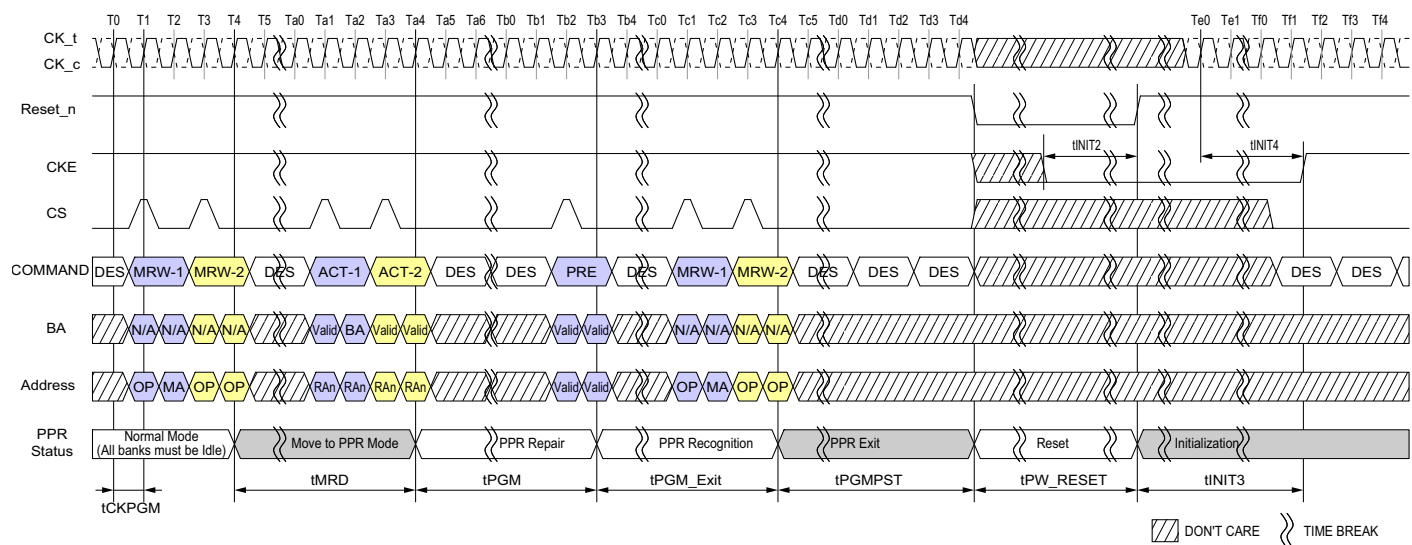 T0 T1 T2 T3 T4 T5 Ta0 Ta1 Ta2 Ta3 Ta4 Ta5 Ta6 Tb0 Tb1 Tb2 Tb3 Tb4 Tc0 Tc1 Tc2 Tc3 Tc4 Tc5 Td0 Td1 Td2 Td3 Td4 Te0 Te1 Tf0 Tf1 Tf2 Tf3 Tf4
CK_t
CK_c
Reset_n
tINIT2 tINIT4
CKE
CS
COMMAND DES MRW-1 MRW-2 DES ACT-1 ACT-2 DES DES PRE DES MRW-1 MRW-2 DES DES DES DES DES
BA N/A N/A N/A N/A Valid BA Valid Valid Valid Valid N/A N/A N/A N/A
Address OP MA OP OP RAn RAn RAn RAn Valid Valid OP MA OP OP
PPR
Status
Normal Mode
(All banks must be Idle)
Move to PPR Mode PPR Repair PPR Recognition PPR Exit Reset Initialization
tMRD tPGM tPGM_Exit tPGMPST tPW_RESET tINIT3
tCKPGM
DON'T CARE TIME BREAK